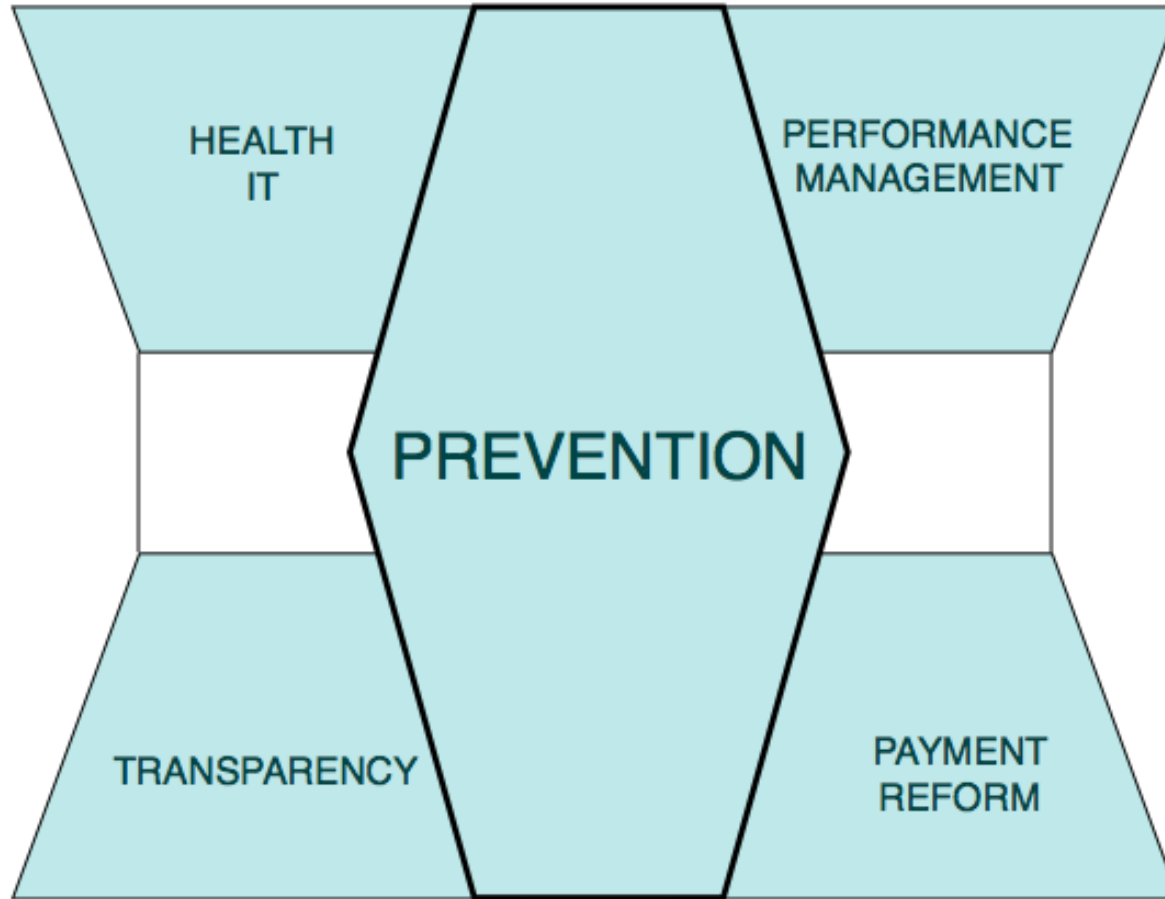 HEALTH
IT
PERFORMANCE
MANAGEMENT
PREVENTION
TRANSPARENCY
PAYMENT
REFORM